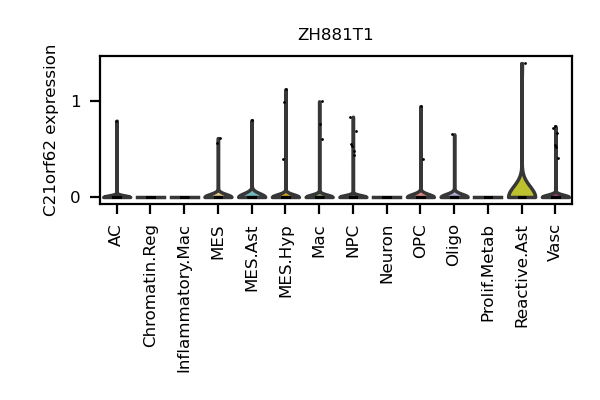 ZH881T1
C21orf62 expression
1
0
AC
Chromatin.Reg
Inflammatory.Mac
MES
MES.Ast
MES.Hyp
Mac
NPC
Neuron
OPC
Oligo
Prolif.Metab
Reactive.Ast
Vasc